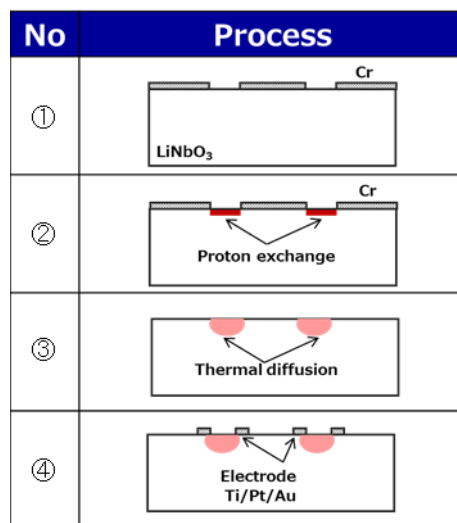 No Process
①
Cr
LiNbO₃
②
Cr
Proton exchange
③
Thermal diffusion
④
Electrode
Ti/Pt/Au